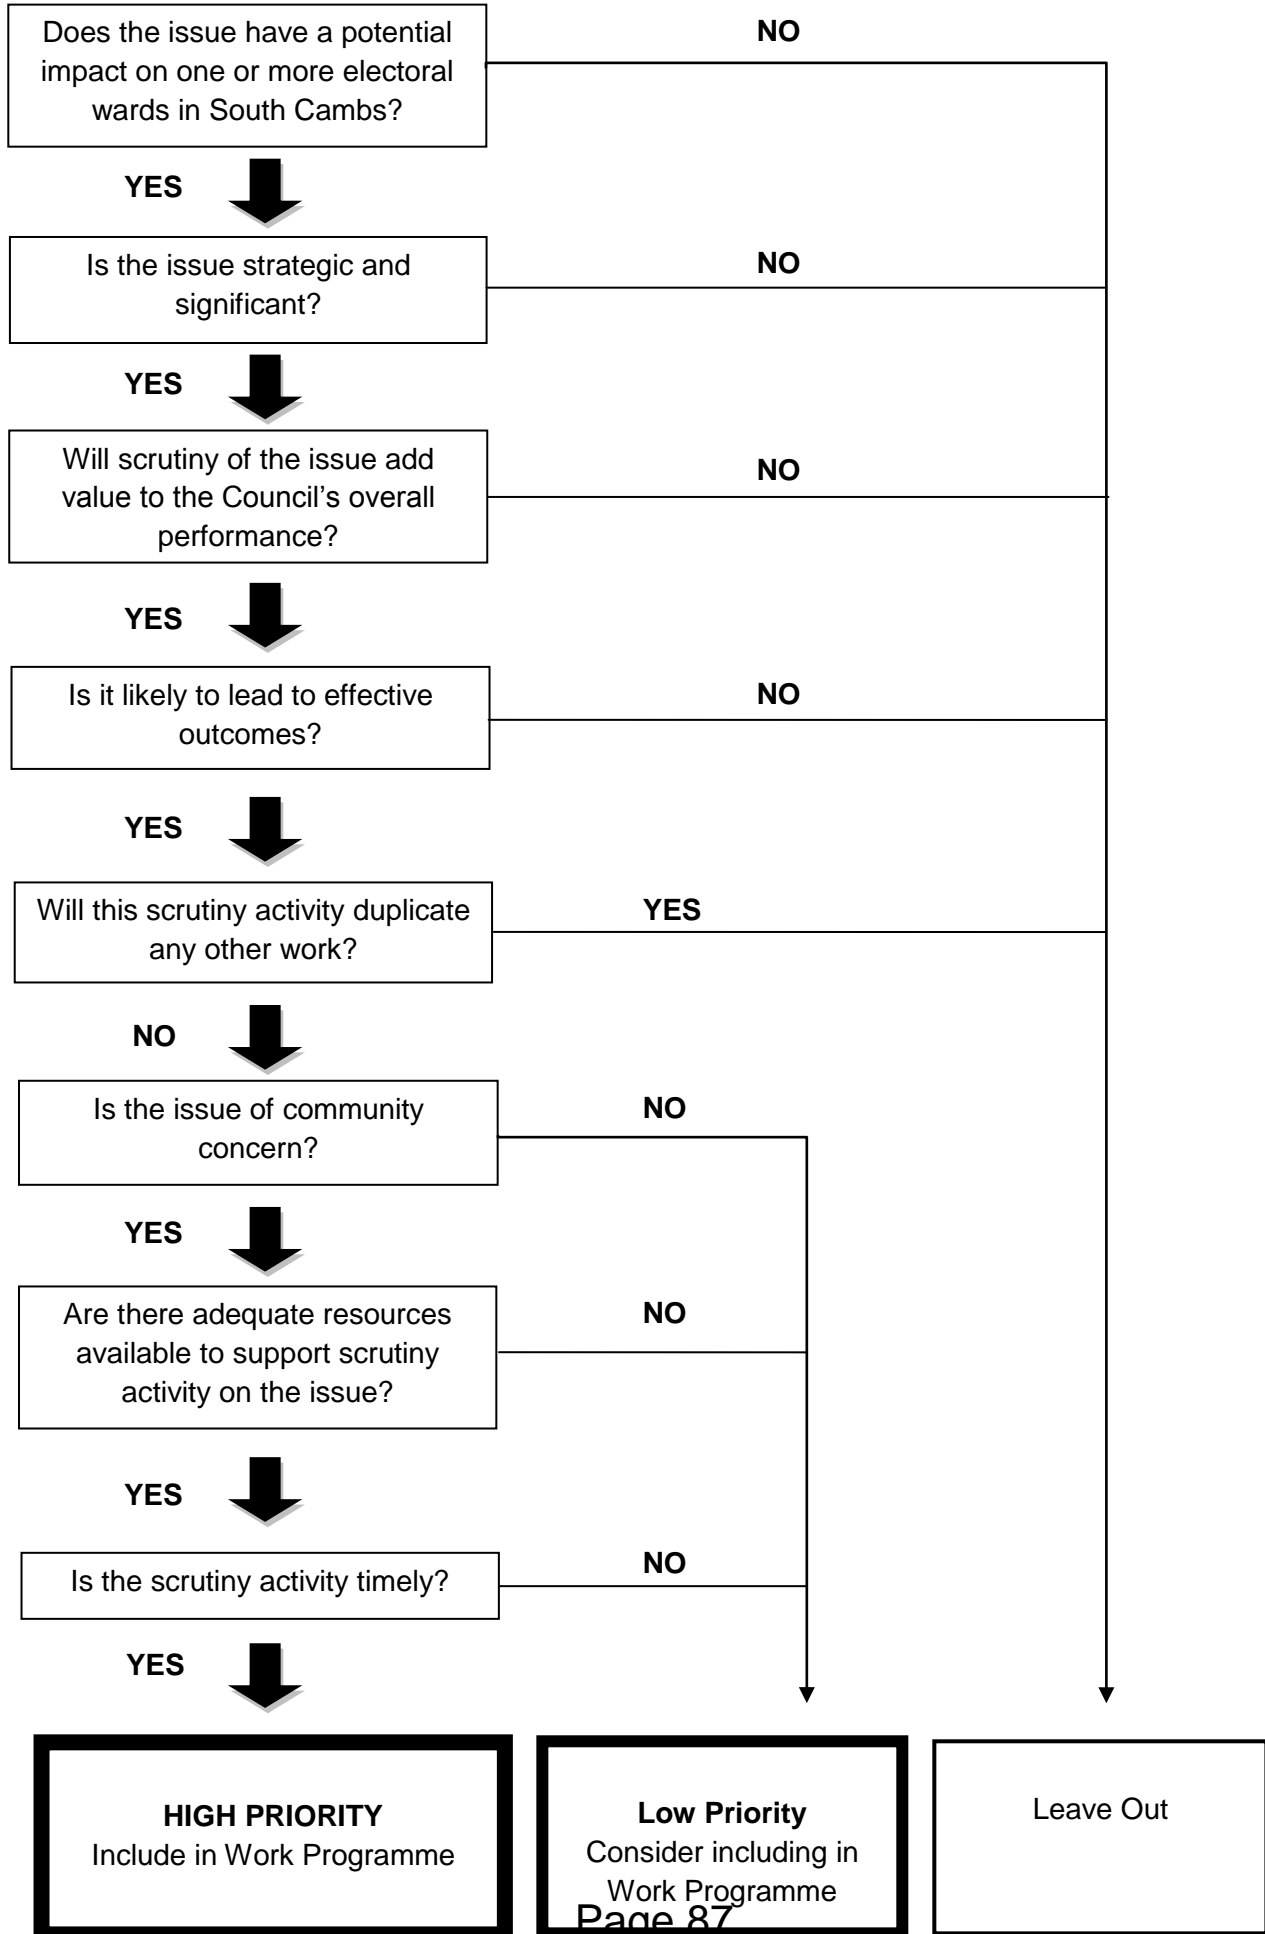 Does the issue have a potential
impact on one or more electoral
wards in South Cambs?
NO
YES
Is the issue strategic and
significant?
NO
YES
Will scrutiny of the issue add
value to the Council’s overall
performance?
NO
YES
Is it likely to lead to effective
outcomes?
NO
YES
Will this scrutiny activity duplicate
any other work?
YES
NO
Is the issue of community
concern?
NO
YES
Are there adequate resources
available to support scrutiny
activity on the issue?
NO
YES
Is the scrutiny activity timely?
NO
YES
HIGH PRIORITY
Include in Work Programme
Low Priority
Consider including in
Work Programme
Leave Out
Page 87